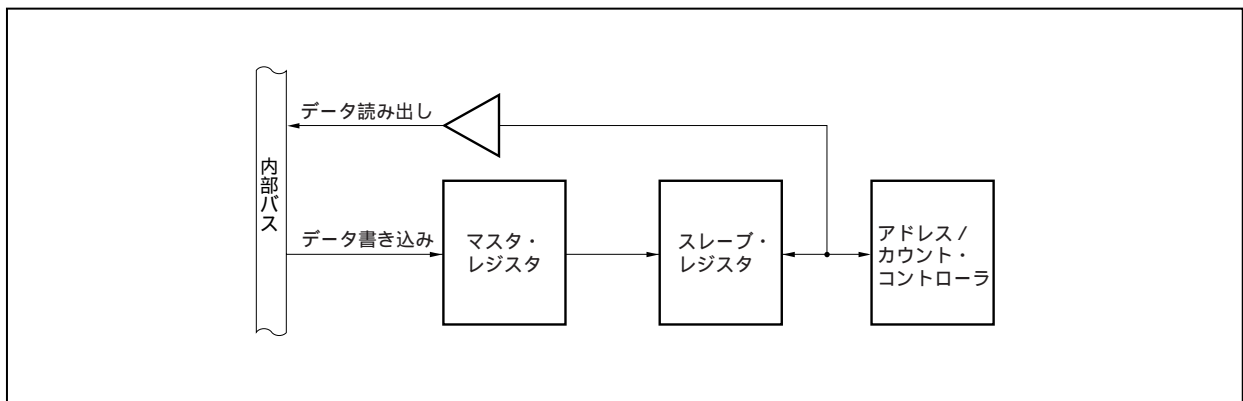 データ読み出し
内部バス
データ書き込み
マスタ・
レジスタ
スレーブ・
レジスタ
アドレス/
カウント・
コントローラ